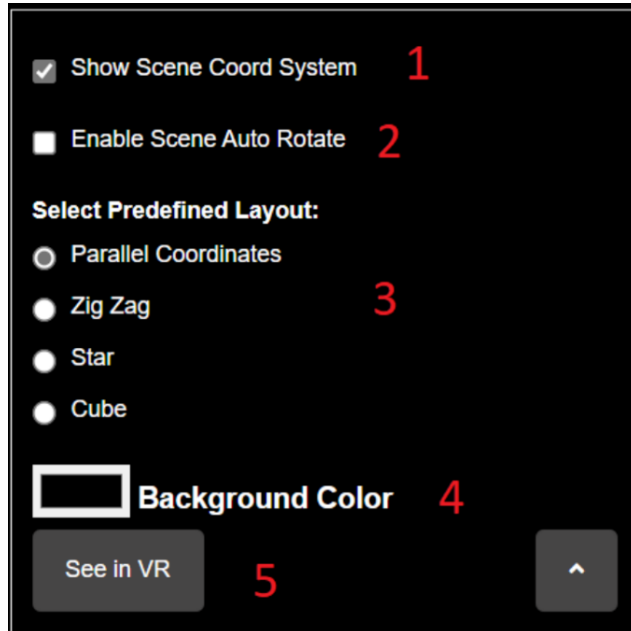 Show Scene Coord System 1
Enable Scene Auto Rotate 2
Select Predefined Layout:
Parallel Coordinates
Zig Zag 3
Star
Cube
Background Color 4
See in VR 5